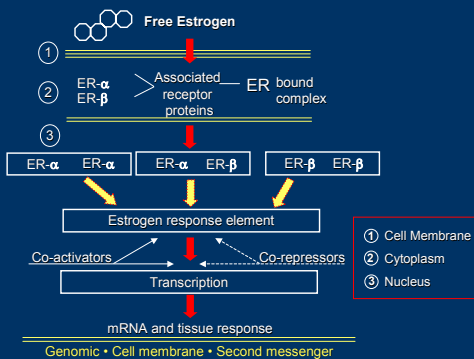 Free Estrogen
1
2
ER-α
ER-β
Associated
receptor
proteins
ER bound
complex
3
ER-α ER-α
ER-α ER-β
ER-β ER-β
Estrogen response element
Co-activators
Co-repressors
Transcription
mRNA and tissue response
Genomic • Cell membrane • Second messenger
1 Cell Membrane
2 Cytoplasm
3 Nucleus